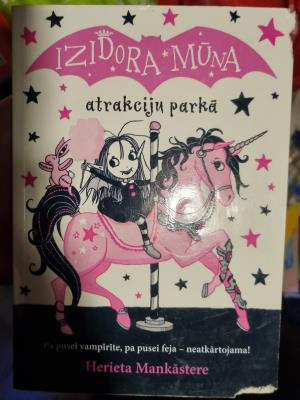 IZIDORA MŪNA
atrakciju parkā
Pa pusei vampīrīte, pa pusei feja – neatkārtojama!
Herieta Mankāstere